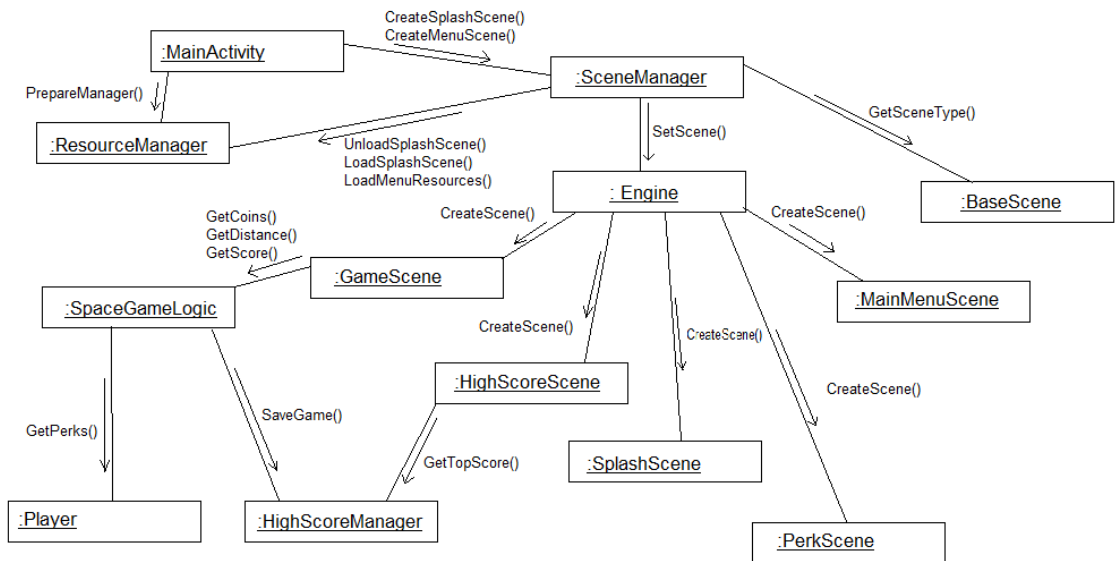 CreateSplashScene()
CreateMenuScene()
:MainActivity
:SceneManager
PrepareManager()
GetSceneType()
:ResourceManager
SetScene()
UnloadSplashScene()
LoadSplashScene()
LoadMenuResources()
: Engine
:BaseScene
GetCoins()
GetDistance()
GetScore()
CreateScene()
CreateScene()
:GameScene
:MainMenuScene
:SpaceGameLogic
CreateScene()
CreateScene()
:HighScoreScene
CreateScene()
SaveGame()
GetPerks()
GetTopScore()
:SplashScene
:Player
:HighScoreManager
:PerkScene